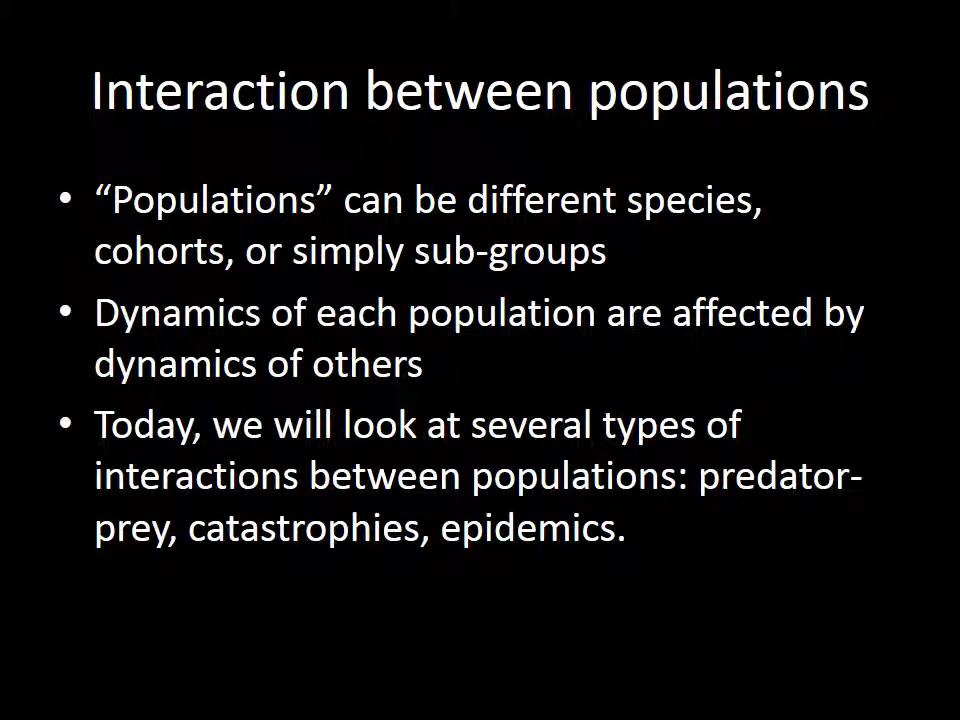 Interaction between populations
• “Populations” can be different species,
cohorts, or simply sub-groups
• Dynamics of each population are affected by
dynamics of others
• Today, we will look at several types of
interactions between populations: predator-
prey, catastrophies, epidemics.